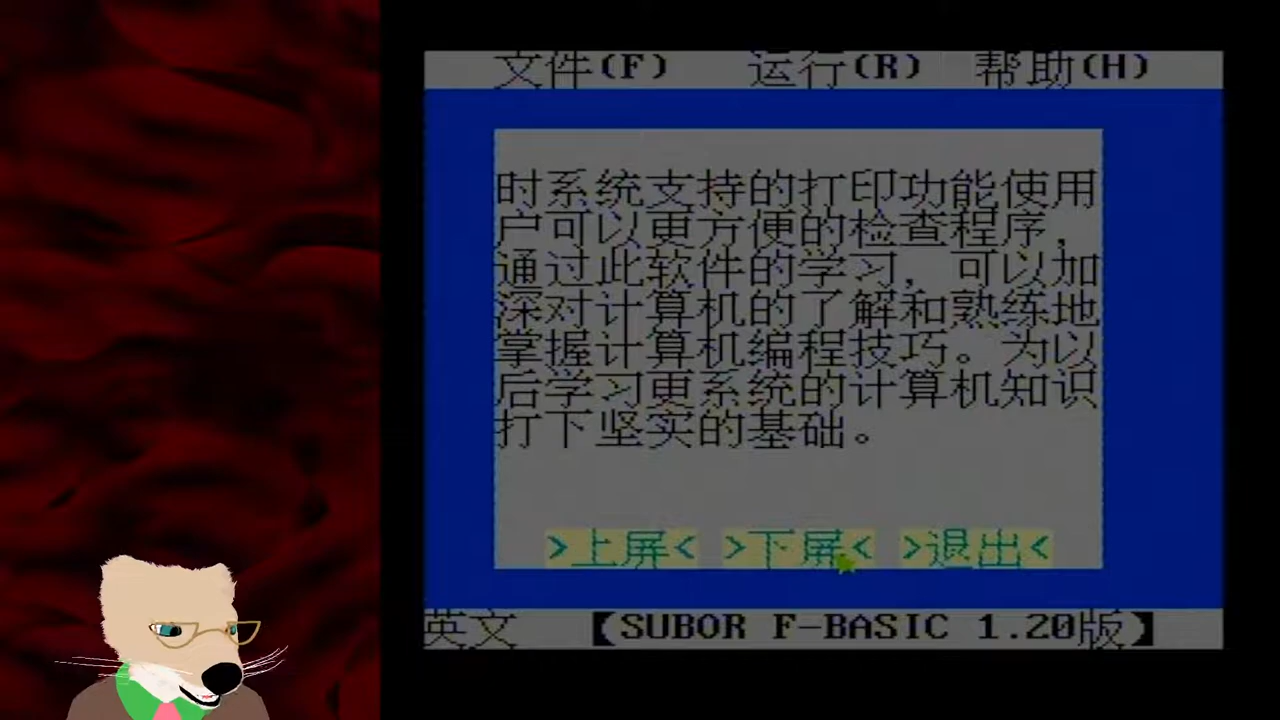 文件(F) 运行(R) 帮助(H)
时系统支持的打印功能使用
户可以更方便的检查程序,
通过此软件的学习, 可以加
深对计算机的了解和熟练地
掌握计算机编程技巧。为以
后学习更系统的计算机知识
打下坚实的基础。
>上屏< >下屏< >退出<
英文 【SUBOR F-BASIC 1.20版】